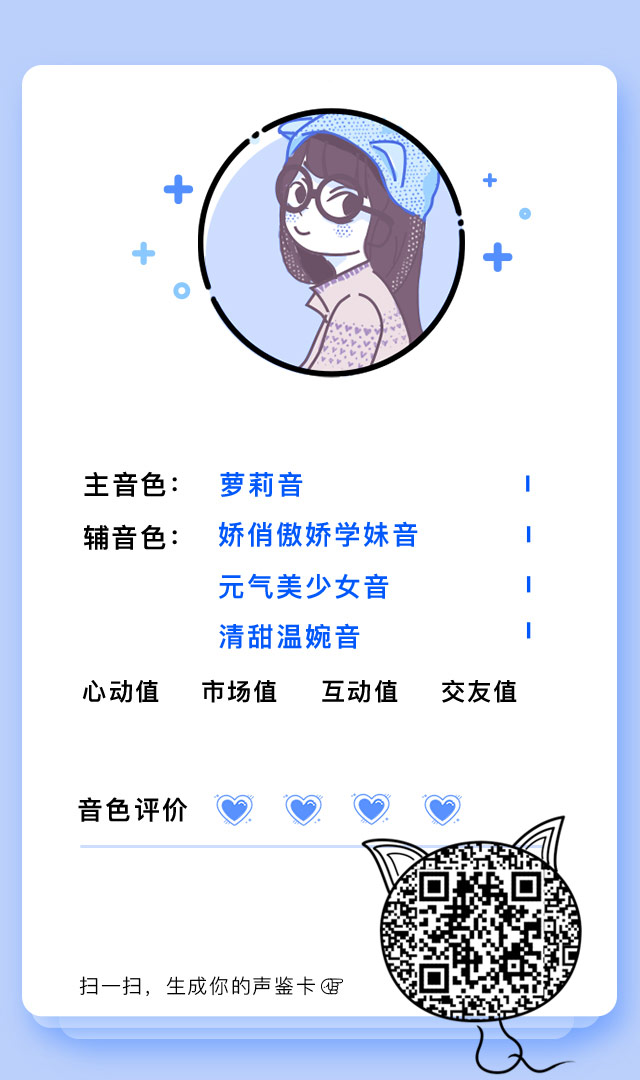 主音色： 萝莉音
辅音色： 娇俏傲娇学妹音
元气美少女音
清甜温婉音
心动值 市场值 互动值 交友值
音色评价
扫一扫，生成你的声鉴卡